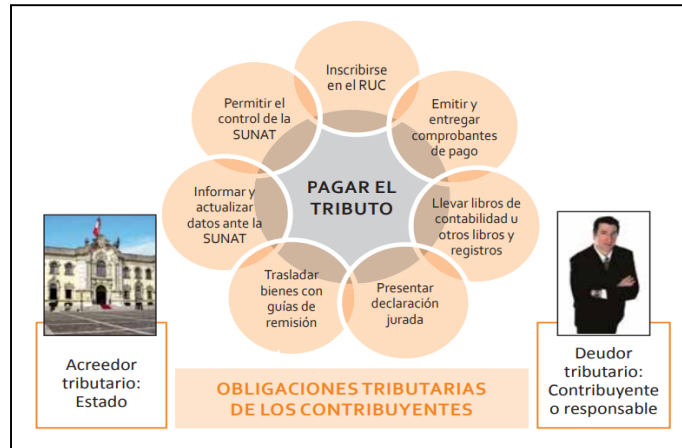 Inscribirse
en el RUC
Emitir y
entregar
comprobantes
de pago
Llevar libros de
contabilidad u
otros libros y
registros
Presentar
declaración
jurada
Trasladar
bienes con
guías de
remisión
Informar y
actualizar
datos ante la
SUNAT
Permitir el
control de la
SUNAT
PAGAR EL
TRIBUTO
Acreedor
tributario:
Estado
OBLIGACIONES TRIBUTARIAS
DE LOS CONTRIBUYENTES
Deudor
tributario:
Contribuyente
o responsable